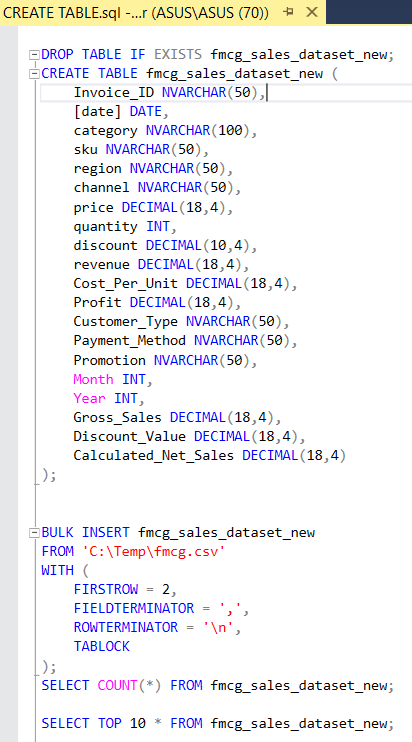 CREATE TABLE.sql -...r (ASUS\ASUS (70))
DROP TABLE IF EXISTS fmcg_sales_dataset_new;
CREATE TABLE fmcg_sales_dataset_new (
Invoice_ID NVARCHAR(50),
[date] DATE,
category NVARCHAR(100),
sku NVARCHAR(50),
region NVARCHAR(50),
channel NVARCHAR(50),
price DECIMAL(18,4),
quantity INT,
discount DECIMAL(10,4),
revenue DECIMAL(18,4),
Cost_Per_Unit DECIMAL(18,4),
Profit DECIMAL(18,4),
Customer_Type NVARCHAR(50),
Payment_Method NVARCHAR(50),
Promotion NVARCHAR(50),
Month INT,
Year INT,
Gross_Sales DECIMAL(18,4),
Discount_Value DECIMAL(18,4),
Calculated_Net_Sales DECIMAL(18,4)
);
BULK INSERT fmcg_sales_dataset_new
FROM 'C:\Temp\fmcg.csv'
WITH (
FIRSTROW = 2,
FIELDTERMINATOR = ',',
ROWTERMINATOR = '\n',
TABLOCK
);
SELECT COUNT(*) FROM fmcg_sales_dataset_new;
SELECT TOP 10 * FROM fmcg_sales_dataset_new;